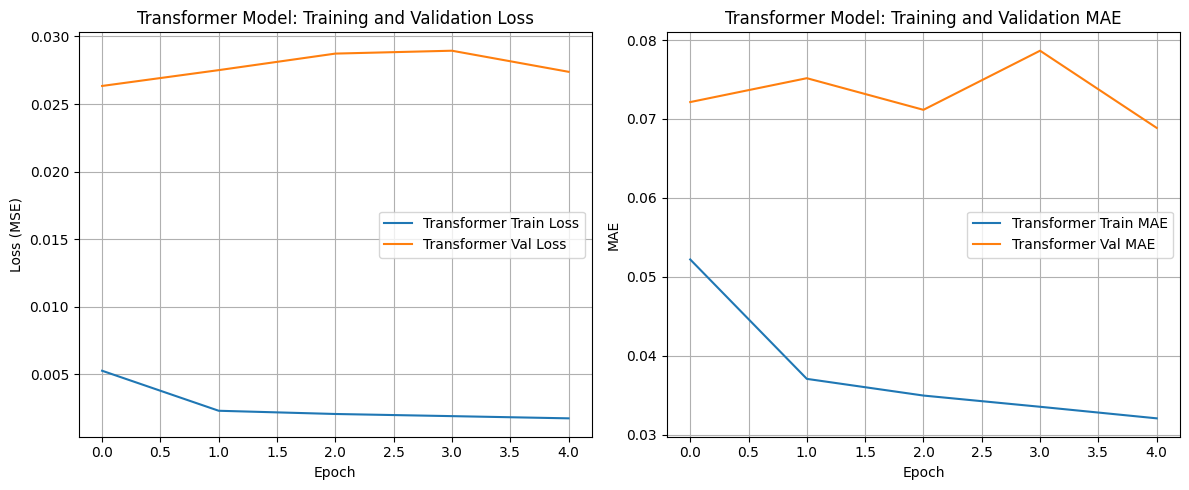 Transformer Model: Training and Validation Loss
0.030
0.025
0.020
0.015
0.010
0.005
Loss (MSE)
Transformer Train Loss
Transformer Val Loss
0.0 0.5 1.0 1.5 2.0 2.5 3.0 3.5 4.0
Epoch
Transformer Model: Training and Validation MAE
0.08
0.07
0.06
0.05
0.04
0.03
MAE
Transformer Train MAE
Transformer Val MAE
0.0 0.5 1.0 1.5 2.0 2.5 3.0 3.5 4.0
Epoch